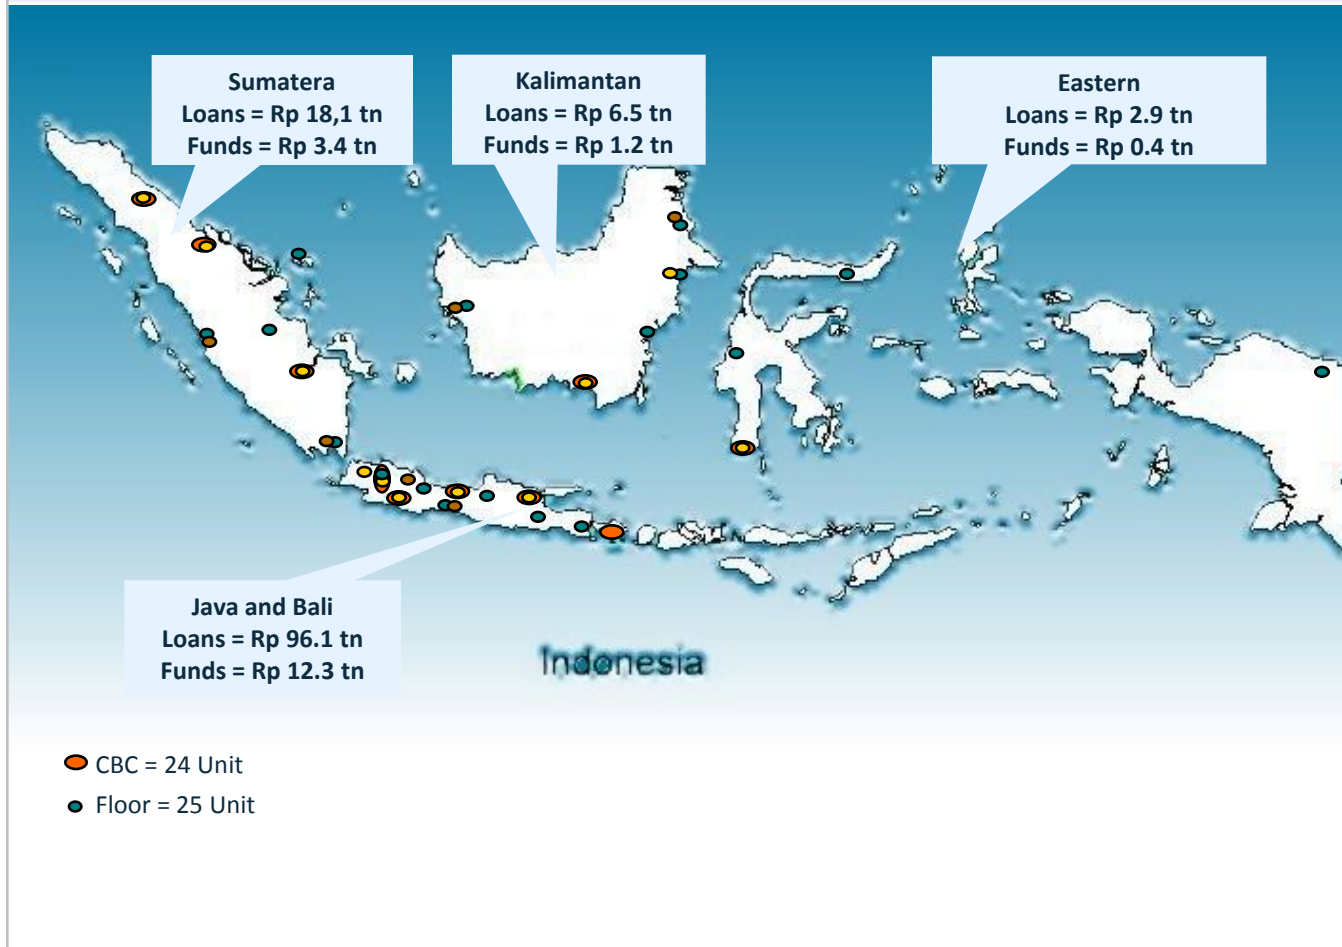 Sumatera
Loans = Rp 18,1 tn
Funds = Rp 3.4 tn
Kalimantan
Loans = Rp 6.5 tn
Funds = Rp 1.2 tn
Eastern
Loans = Rp 2.9 tn
Funds = Rp 0.4 tn
Java and Bali
Loans = Rp 96.1 tn
Funds = Rp 12.3 tn
Indonesia
CBC = 24 Unit
Floor = 25 Unit